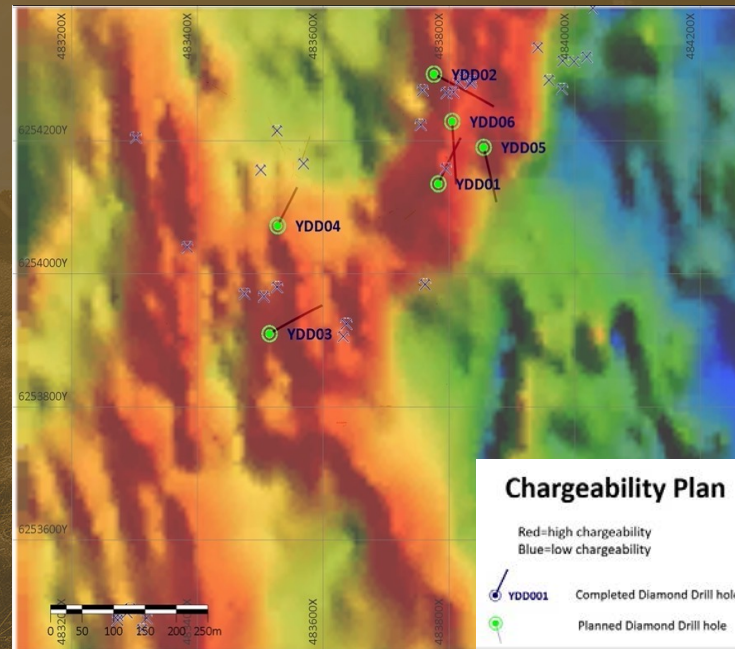 483200X
483400X
483600X
483800X
484000X
484200X
YDD02
YDD06
6254200Y
YDD05
YDD01
YDD04
6254000Y
YDD03
6253800Y
Chargeability Plan
Red=high chargeability
Blue=low chargeability
6253600Y
YDD001 Completed Diamond Drill hole
Planned Diamond Drill hole
483600X
483800X
0 50 100 150 200 250m